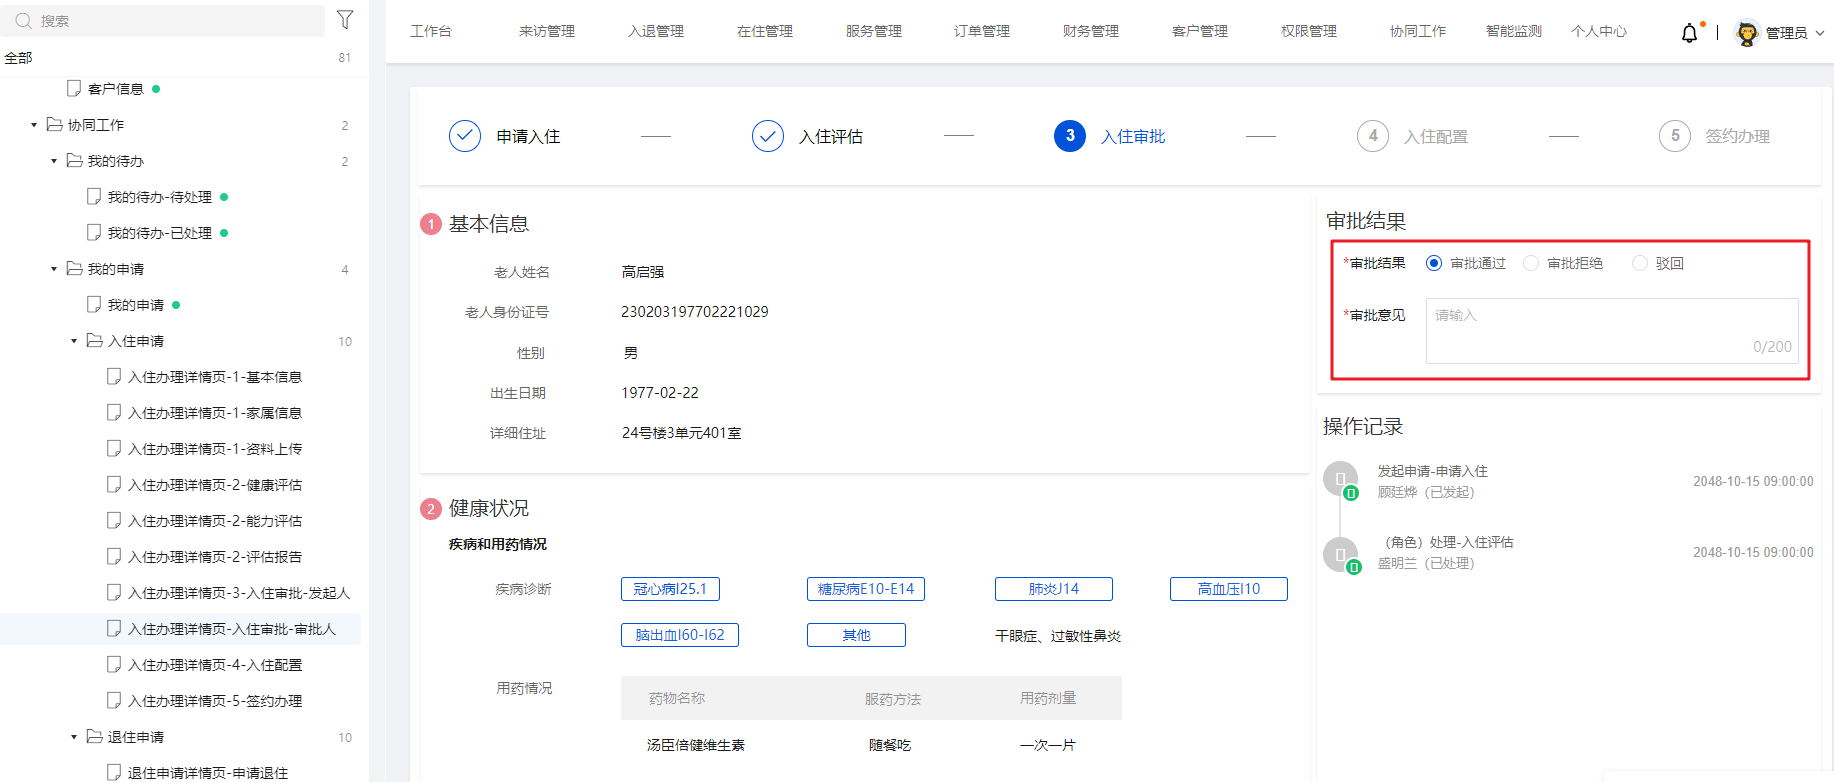 搜索
全部 81
客户信息
协同工作 2
我的待办 2
我的待办-待处理
我的待办-已处理
我的申请 4
我的申请
入住申请 10
入住办理详情页-1-基本信息
入住办理详情页-1-家属信息
入住办理详情页-1-资料上传
入住办理详情页-2-健康评估
入住办理详情页-2-能力评估
入住办理详情页-2-评估报告
入住办理详情页-3-入住审批-发起人
入住办理详情页-入住审批-审批人
入住办理详情页-4-入住配置
入住办理详情页-5-签约办理
退住申请 10
退住申请详情页-申请退住
工作台 来访管理 入退管理 在住管理 服务管理 订单管理 财务管理 客户管理 权限管理 协同工作 智能监测 个人中心 管理员
申请入住 入住评估 3 入住审批 4 入住配置 5 签约办理
1 基本信息
老人姓名 高启强
老人身份证号 230203197702221029
性别 男
出生日期 1977-02-22
详细住址 24号楼3单元401室
2 健康状况
疾病和用药情况
疾病诊断 冠心病I25.1 糖尿病E10-E14 肺炎J14 高血压I10
脑出血I60-I62 其他 干眼症、过敏性鼻炎
用药情况 药物名称 服药方法 用药剂量
汤臣倍健维生素 随餐吃 一次一片
审批结果
*审批结果 审批通过 审批拒绝 驳回
*审批意见 请输入
0/200
操作记录
发起申请-申请入住
顾廷烨（已发起） 2048-10-15 09:00:00
（角色）处理-入住评估
盛明兰（已处理） 2048-10-15 09:00:00